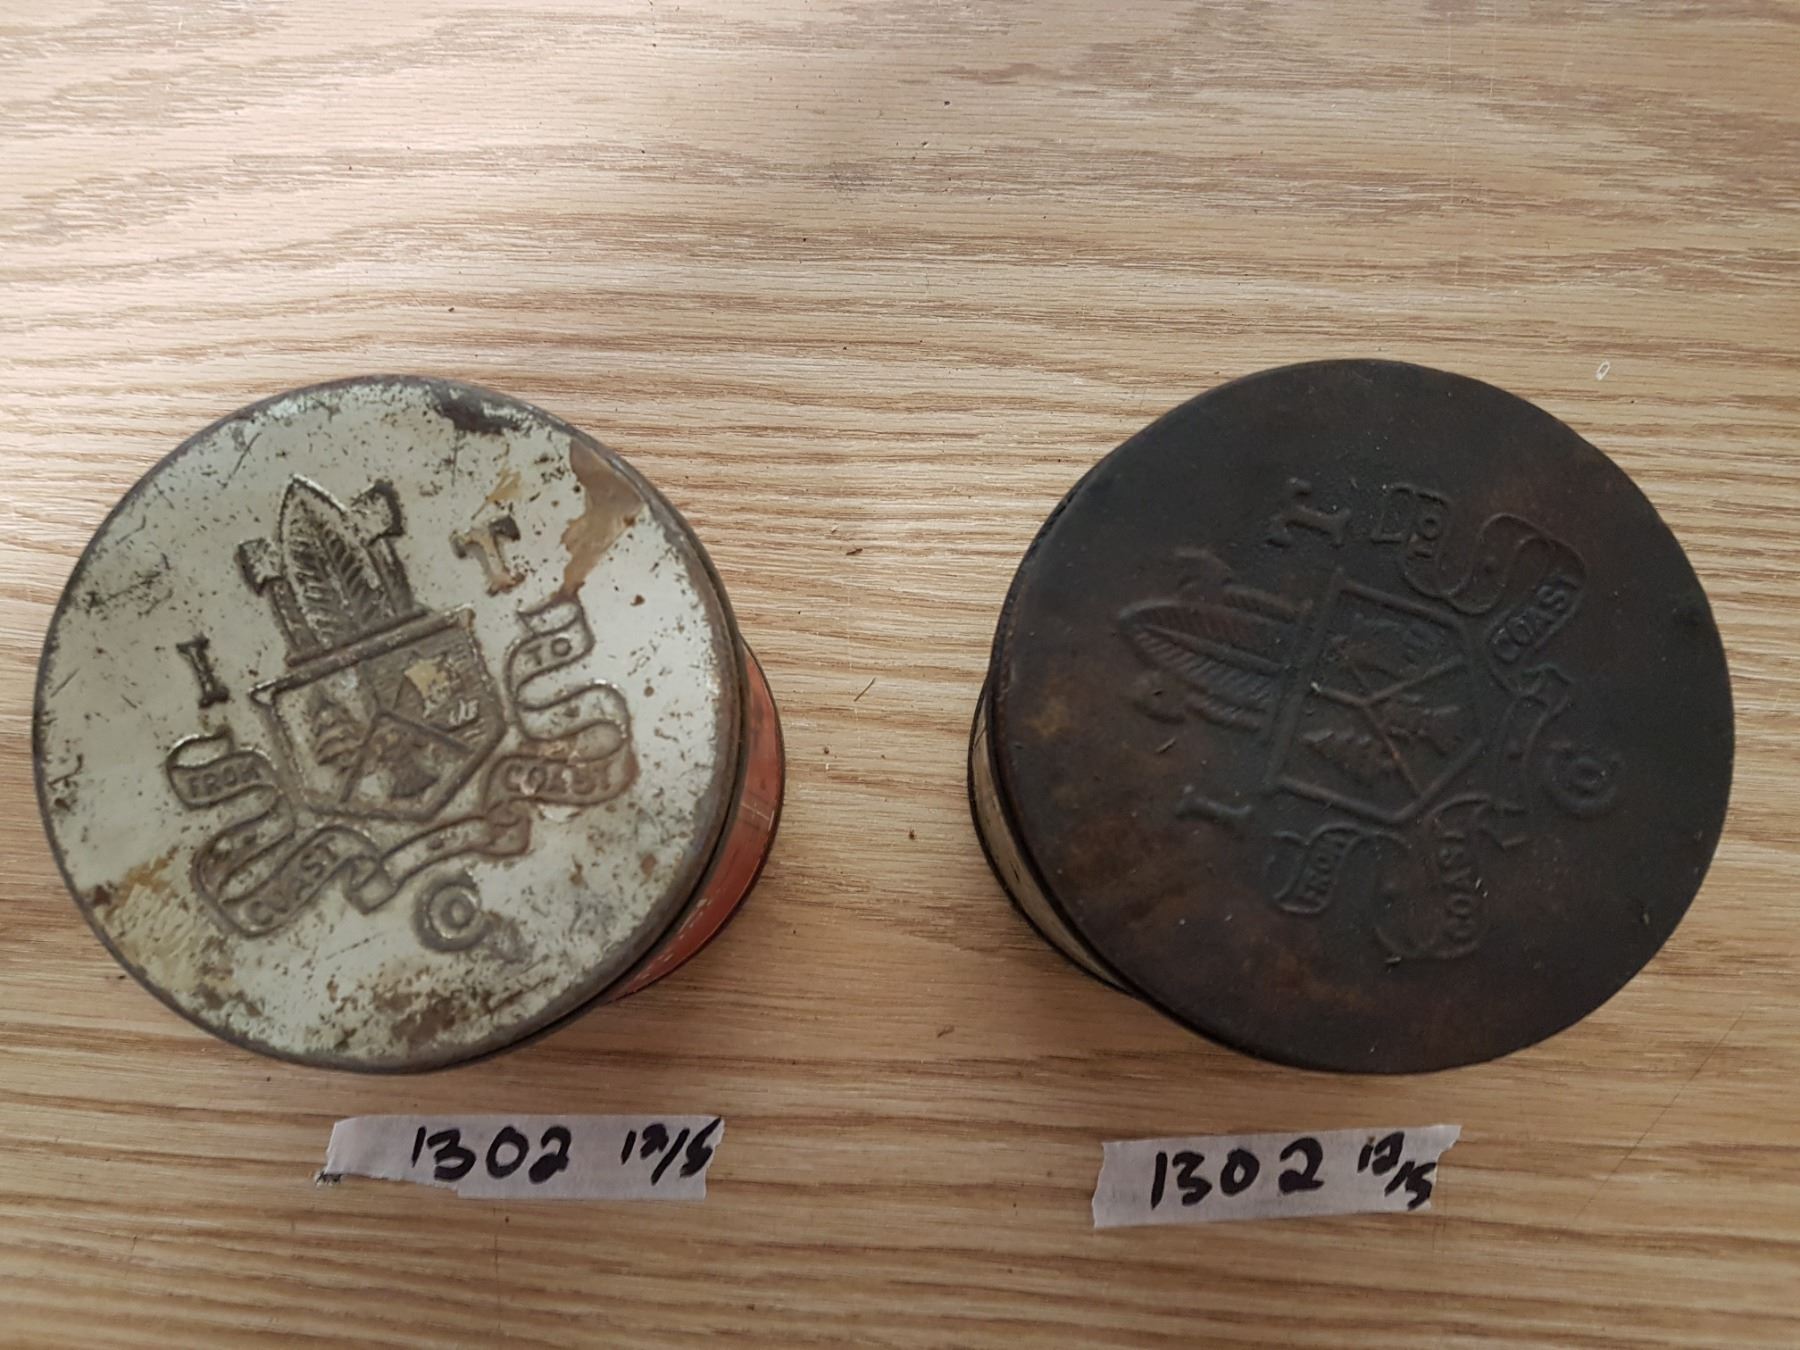 I T
FROM COAST TO COAST
O
I T
FROM COAST TO COAST
O
1302 12/5
1302 12/5